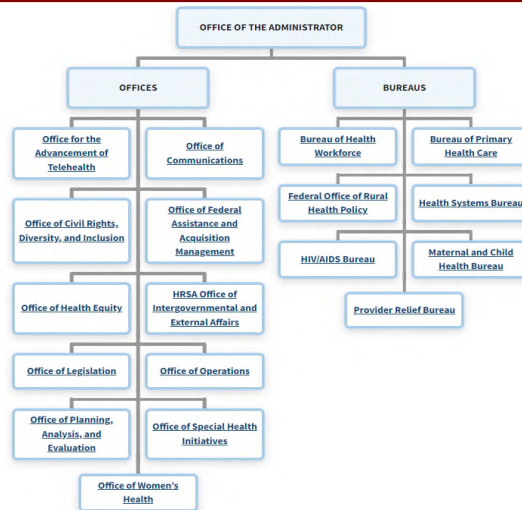 OFFICE OF THE ADMINISTRATOR
OFFICES
BUREAUS
Office for the
Advancement of
Telehealth
Office of
Communications
Bureau of Health
Workforce
Bureau of Primary
Health Care
Office of Civil Rights,
Diversity, and Inclusion
Office of Federal
Assistance and
Acquisition
Management
Federal Office of Rural
Health Policy
Health Systems Bureau
Office of Health Equity
HRSA Office of
Intergovernmental and
External Affairs
HIV/AIDS Bureau
Maternal and Child
Health Bureau
Provider Relief Bureau
Office of Legislation
Office of Operations
Office of Planning,
Analysis, and
Evaluation
Office of Special Health
Initiatives
Office of Women's
Health